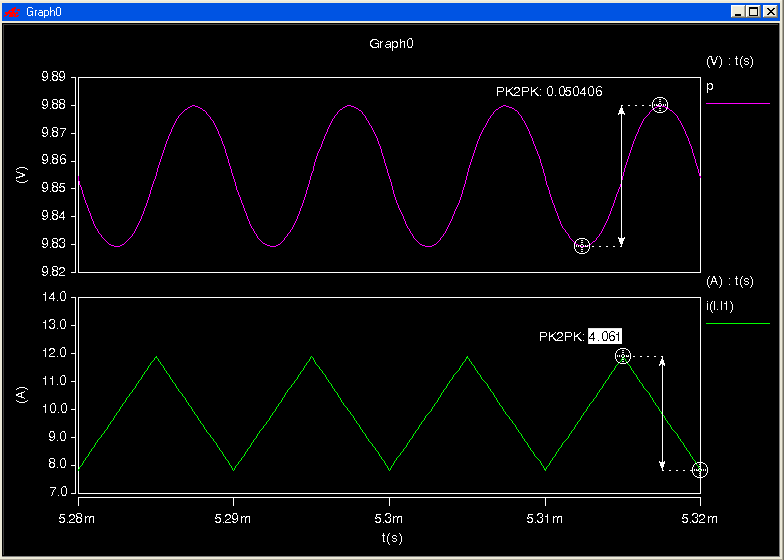 Graph0
Graph0
(V) : t(s)
p
PK2PK: 0.050406
9.89
9.88
9.87
9.86
9.85
9.84
9.83
9.82
(V)
(A) : t(s)
i(l.l1)
PK2PK: 4.061
14.0
13.0
12.0
11.0
10.0
9.0
8.0
7.0
(A)
5.28m 5.29m 5.3m 5.31m 5.32m
t(s)